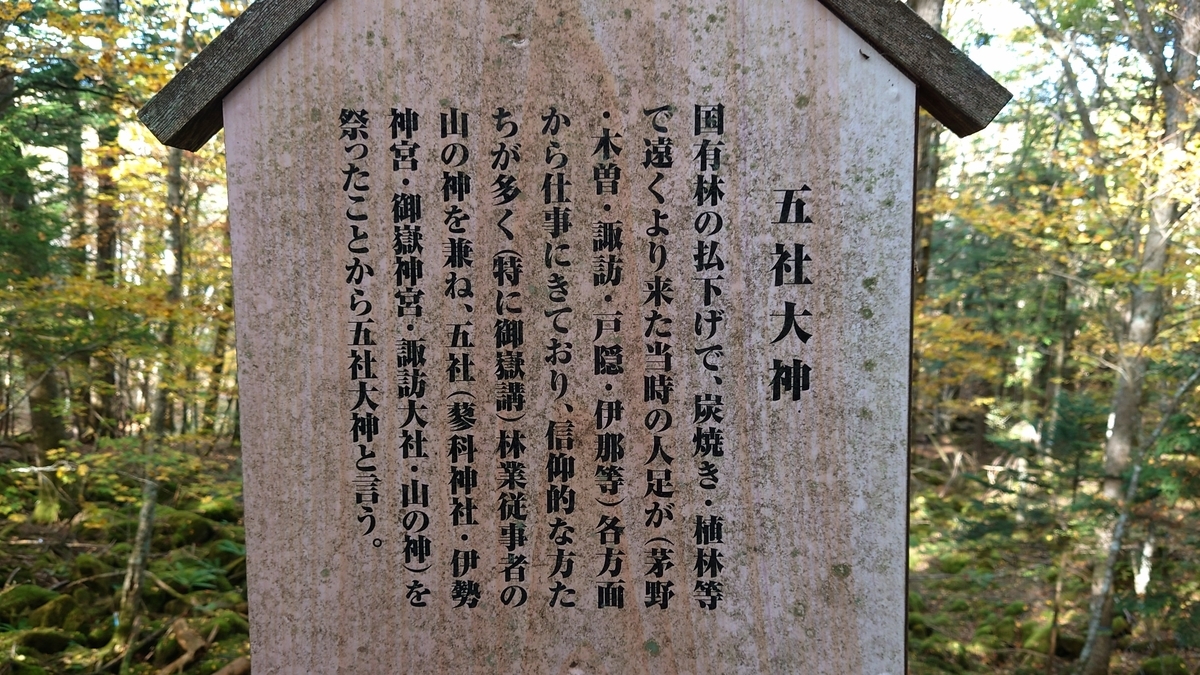 五社大神
国有林の払下げで、炭焼き・植林等
で遠くより来た当時の人足が（茅野
・木曽・諏訪・戸隠・伊那等）各方面
から仕事にきており、信仰的な方た
ちが多く（特に御嶽講）林業従事者の
山の神を兼ね、五社（蓼科神社・伊勢
神宮・御嶽神宮・諏訪大社・山の神）を
祭ったことから五社大神と言う。